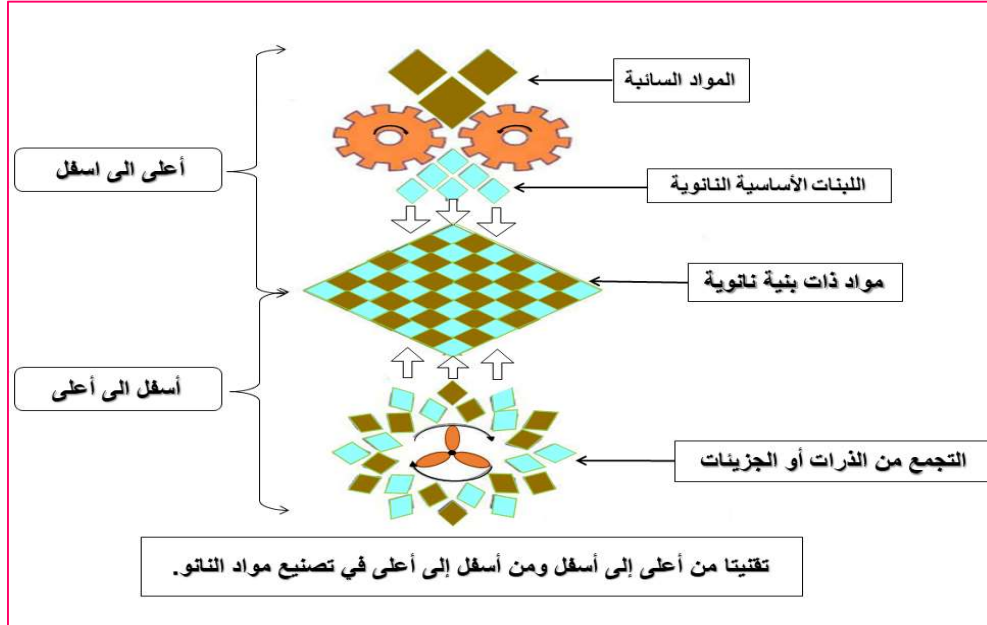 المواد السائبة
أعلى الى اسفل
اللبنات الأساسية النانوية
مواد ذات بنية نانوية
أسفل الى أعلى
التجمع من الذرات أو الجزيئات
تقنيتا من أعلى إلى أسفل ومن أسفل إلى أعلى في تصنيع مواد النانو.